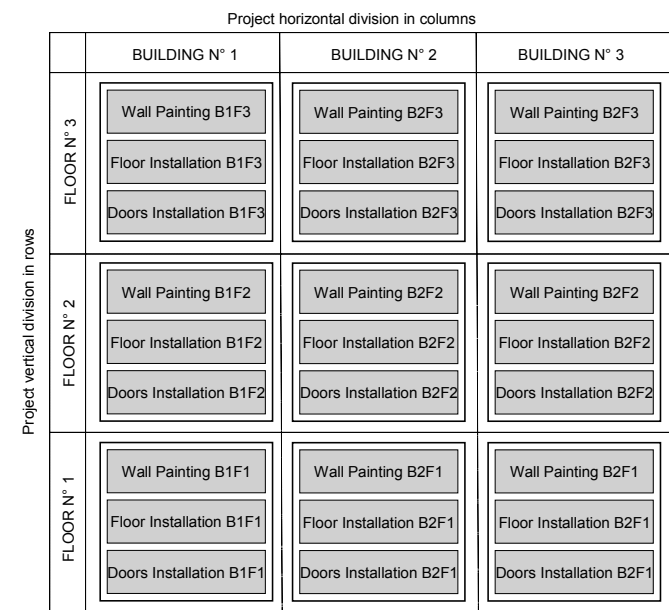 Project horizontal division in columns
BUILDING N° 1
BUILDING N° 2
BUILDING N° 3
Project vertical division in rows
FLOOR N° 3
Wall Painting B1F3
Floor Installation B1F3
Doors Installation B1F3
Wall Painting B2F3
Floor Installation B2F3
Doors Installation B2F3
Wall Painting B2F3
Floor Installation B2F3
Doors Installation B2F3
FLOOR N° 2
Wall Painting B1F2
Floor Installation B1F2
Doors Installation B1F2
Wall Painting B2F2
Floor Installation B2F2
Doors Installation B2F2
Wall Painting B2F2
Floor Installation B2F2
Doors Installation B2F2
FLOOR N° 1
Wall Painting B1F1
Floor Installation B1F1
Doors Installation B1F1
Wall Painting B2F1
Floor Installation B2F1
Doors Installation B2F1
Wall Painting B2F1
Floor Installation B2F1
Doors Installation B2F1